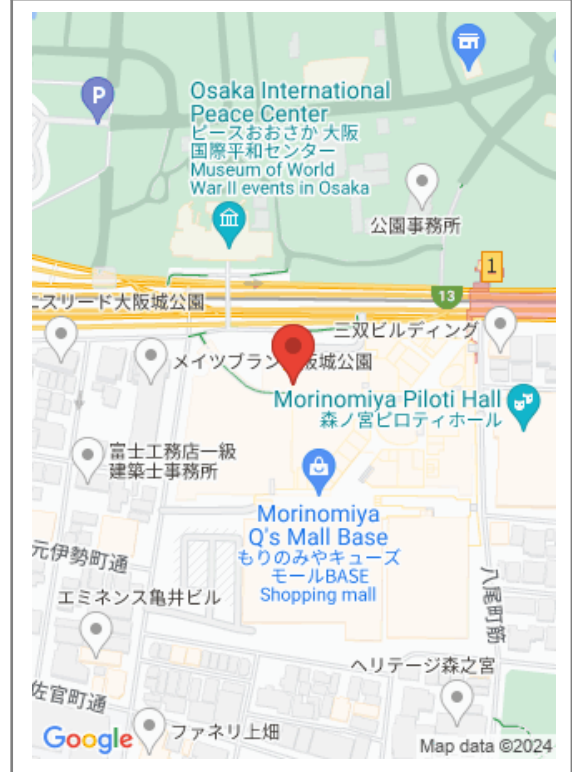 P
Osaka International
Peace Center
ピースおおさか 大阪
国際平和センター
Museum of World
War II events in Osaka
公園事務所
1
13
ニスリード大阪城公園
三双ビルディング
メイツブラン 阪城公園
Morinomiya Piloti Hall
森ノ宮ピロティホール
富士工務店一級
建築士事務所
Morinomiya
Q's Mall Base
もりのみやキューズ
モールBASE
Shopping mall
元伊勢町通
八尾町筋
エミネンス亀井ビル
ヘリテージ森之宮
佐官町通
ファネリ上畑
Google
Map data ©2024